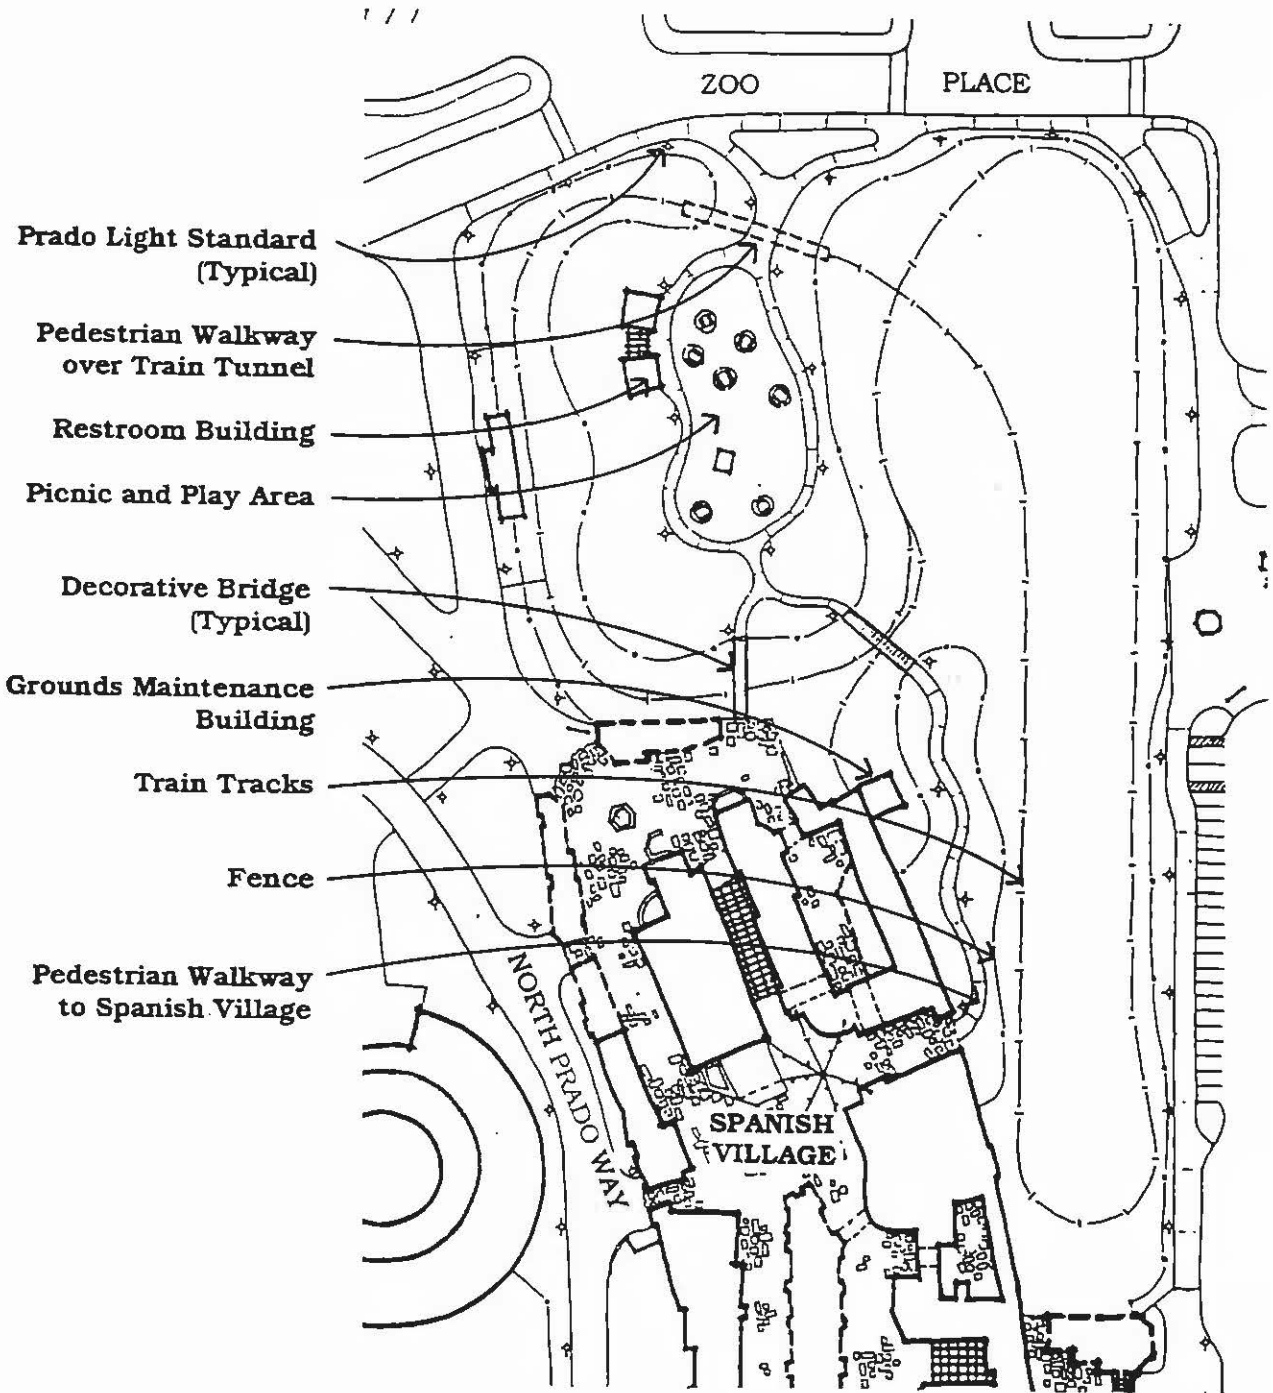 ZOO PLACE
Prado Light Standard
(Typical)
Pedestrian Walkway
over Train Tunnel
Restroom Building
Picnic and Play Area
Decorative Bridge
(Typical)
Grounds Maintenance
Building
Train Tracks
Fence
Pedestrian Walkway
to Spanish Village
NORTH PRADO WAY
SPANISH
VILLAGE